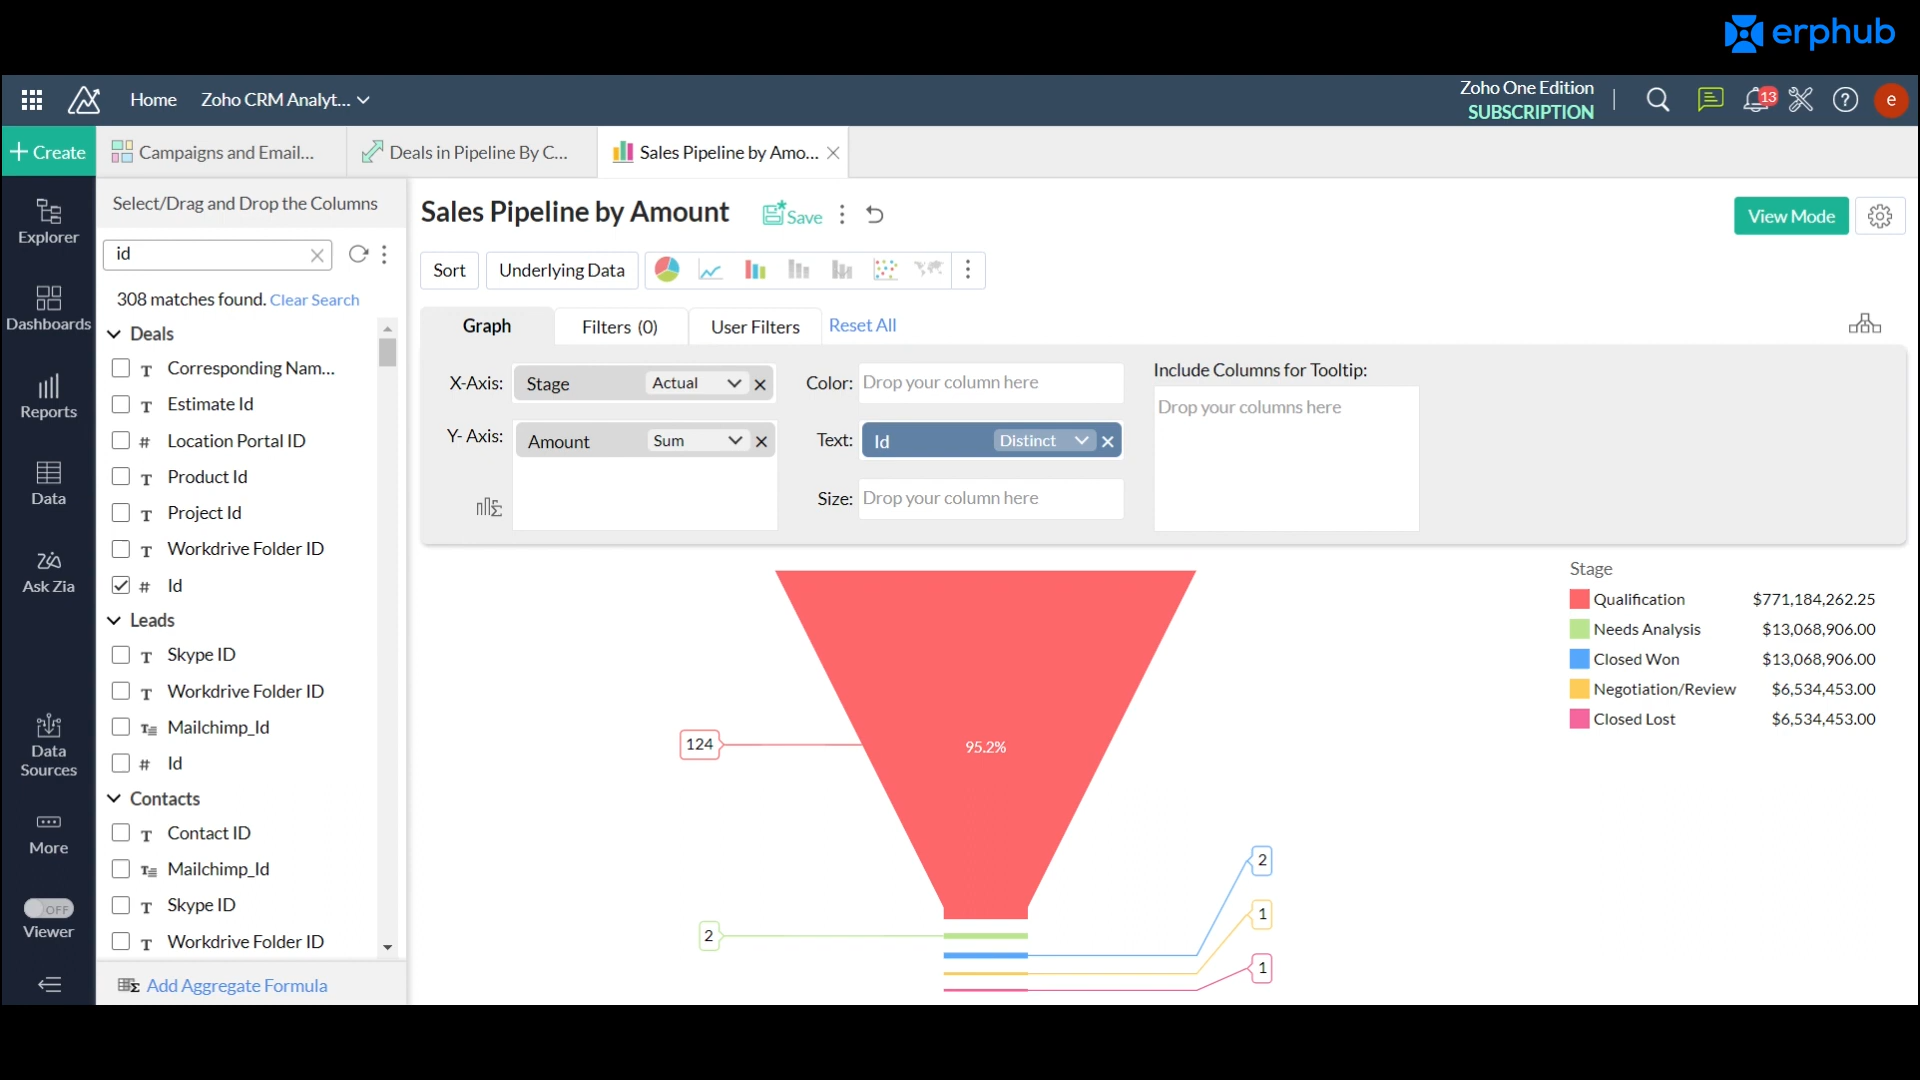 erphub
Home
Zoho CRM Analyt...
Zoho One Edition
SUBSCRIPTION
13
e
+ Create
Campaigns and Email...
Deals in Pipeline By C...
Sales Pipeline by Amo...
Explorer
Dashboards
Reports
Data
Ask Zia
Data
Sources
More
OFF
Viewer
Select/Drag and Drop the Columns
id
308 matches found. Clear Search
Deals
T Corresponding Nam...
T Estimate Id
# Location Portal ID
T Product Id
T Project Id
T Workdrive Folder ID
# Id
Leads
T Skype ID
T Workdrive Folder ID
T Mailchimp_Id
# Id
Contacts
T Contact ID
T Mailchimp_Id
T Skype ID
T Workdrive Folder ID
Add Aggregate Formula
Sales Pipeline by Amount
Save
View Mode
Sort
Underlying Data
Graph
Filters (0)
User Filters
Reset All
X-Axis: Stage Actual
Y- Axis: Amount Sum
Color: Drop your column here
Text: Id Distinct
Size: Drop your column here
Include Columns for Tooltip:
Drop your columns here
124
95.2%
2
2
1
1
Stage
Qualification $771,184,262.25
Needs Analysis $13,068,906.00
Closed Won $13,068,906.00
Negotiation/Review $6,534,453.00
Closed Lost $6,534,453.00